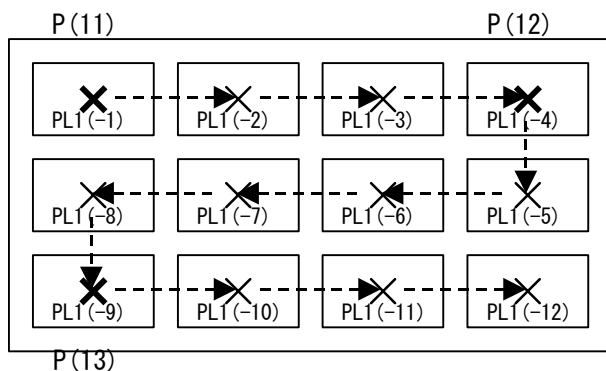 P(11) P(12)
PL1(-1) PL1(-2) PL1(-3) PL1(-4)
PL1(-8) PL1(-7) PL1(-6) PL1(-5)
PL1(-9) PL1(-10) PL1(-11) PL1(-12)
P(13)